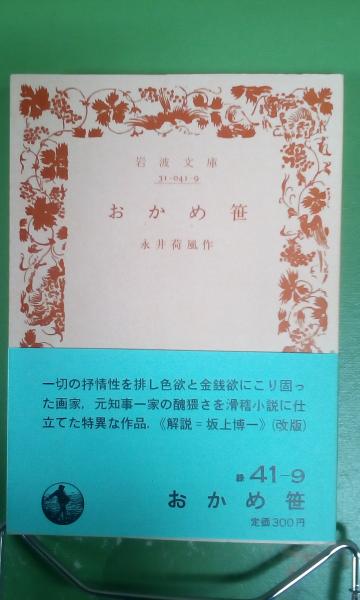 岩波文庫
31-041-9
おかめ笹
永井荷風作
一切の抒情性を排し色欲と金銭欲にこり固っ
た画家，元知事一家の醜猥さを滑稽小説に仕
立てた特異な作品．《解説＝坂上博一》(改版)
緑 41-9
おかめ笹
定価300円